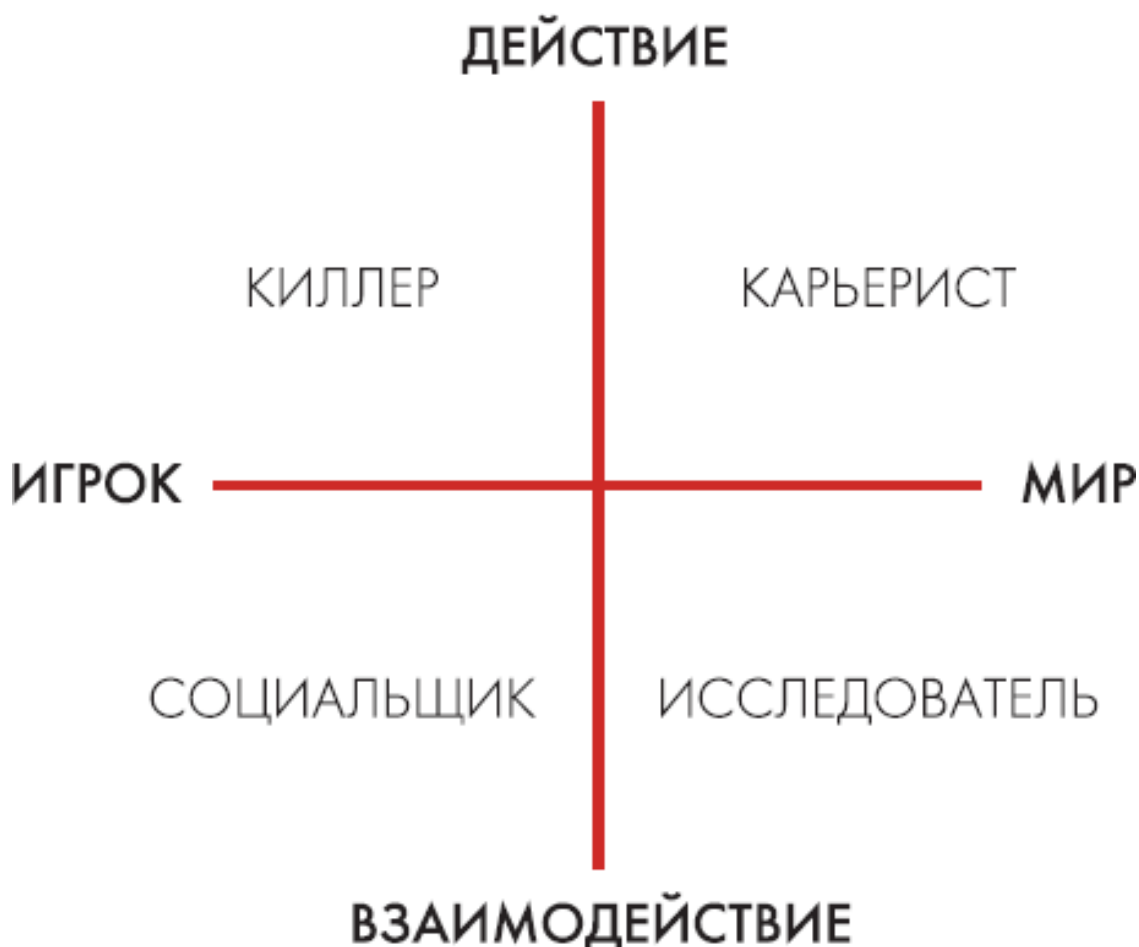 ДЕЙСТВИЕ
КИЛЛЕР
КАРЬЕРИСТ
ИГРОК
МИР
СОЦИАЛЬЩИК
ИССЛЕДОВАТЕЛЬ
ВЗАИМОДЕЙСТВИЕ